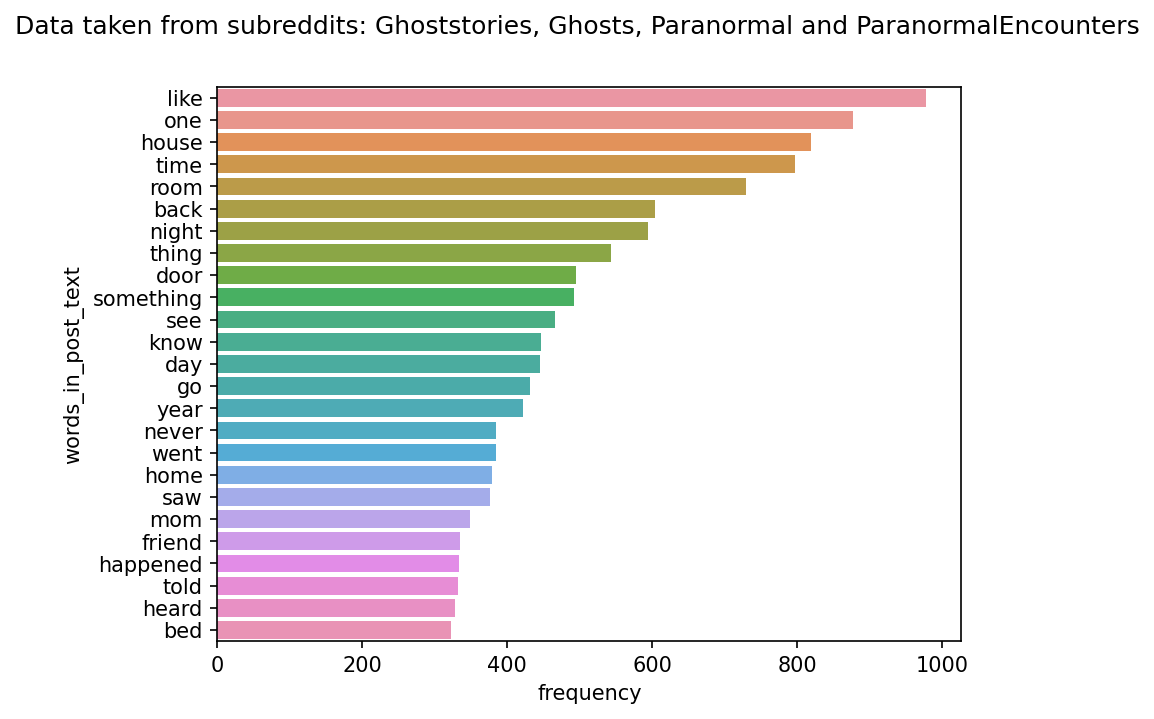 Data taken from subreddits: Ghoststories, Ghosts, Paranormal and ParanormalEncounters
words_in_post_text
like
one
house
time
room
back
night
thing
door
something
see
know
day
go
year
never
went
home
saw
mom
friend
happened
told
heard
bed
0 200 400 600 800 1000
frequency